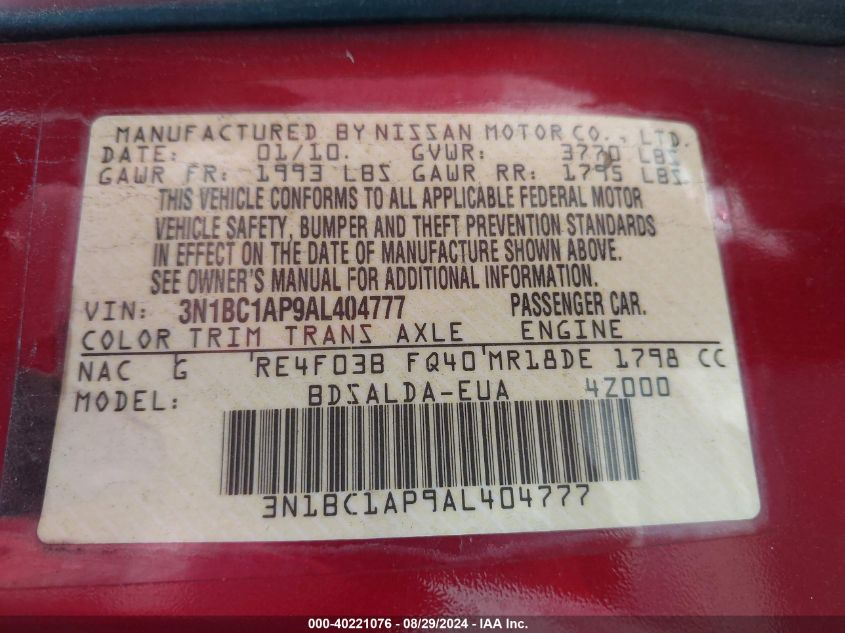 MANUFACTURED BY NISSAN MOTOR CO., LTD.
DATE: 01/10. GVWR: 3770 LBS
GAWR FR: 1993 LBS GAWR RR: 1795 LBS
THIS VEHICLE CONFORMS TO ALL APPLICABLE FEDERAL MOTOR
VEHICLE SAFETY, BUMPER AND THEFT PREVENTION STANDARDS
IN EFFECT ON THE DATE OF MANUFACTURE SHOWN ABOVE.
SEE OWNER'S MANUAL FOR ADDITIONAL INFORMATION.
VIN: 3N1BC1AP9AL404777 PASSENGER CAR.
COLOR TRIM TRANS AXLE ENGINE
NAC G RE4F03B FQ40 MR18DE 1798 CC
MODEL: BDSALDA-EUA 4Z000
3N1BC1AP9AL404777
000-40221076 - 08/29/2024 - IAA Inc.